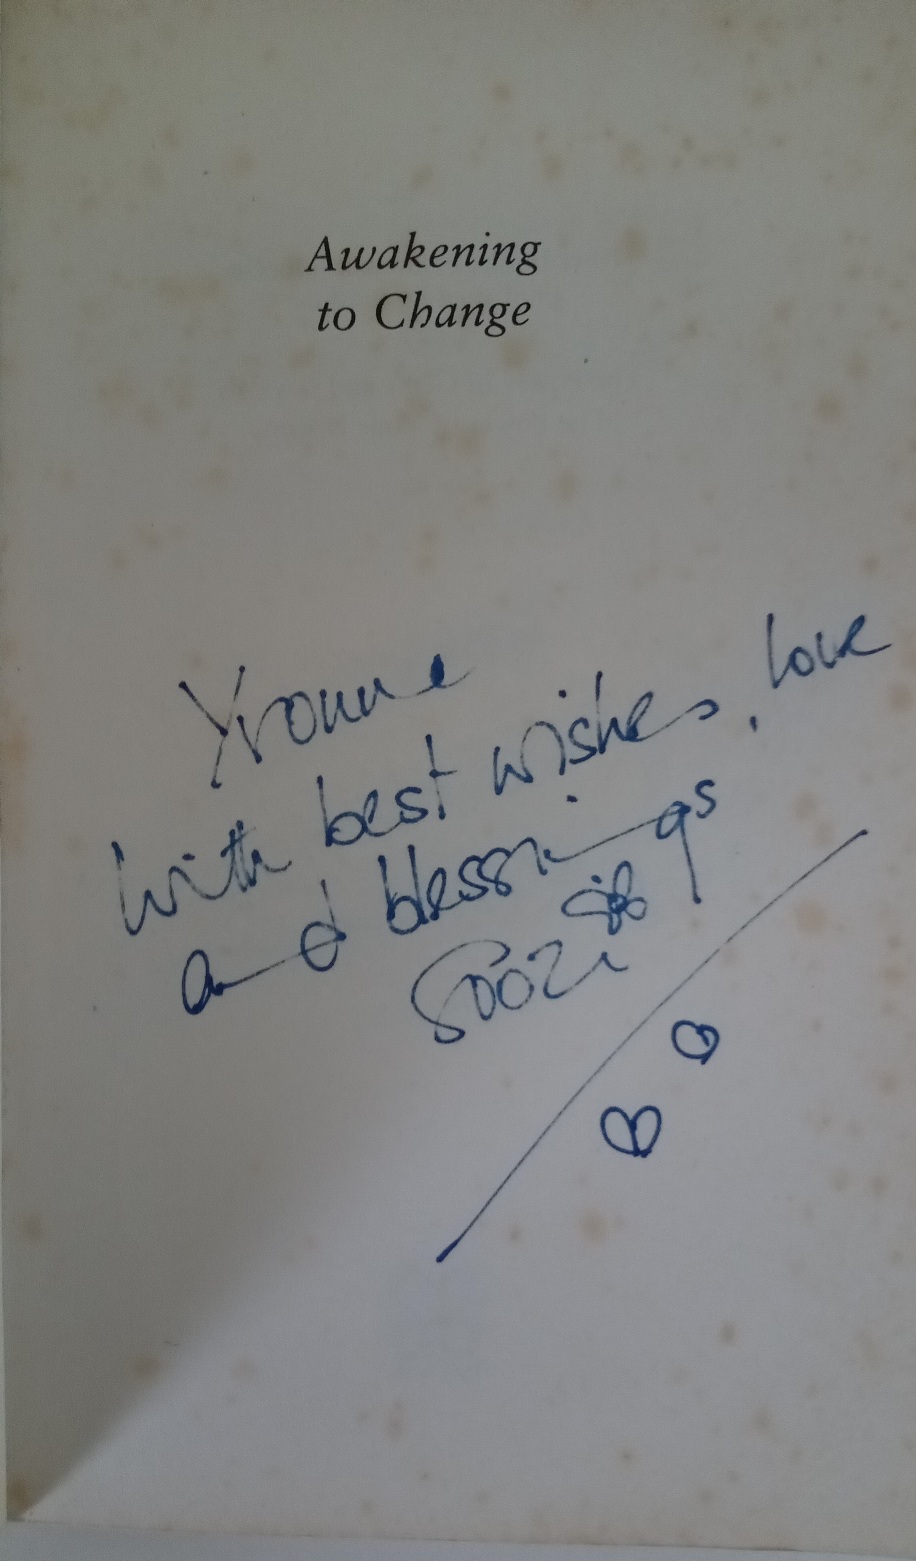 Awakening
to Change
Yvonne
with best wishes, love
and blessings
Soozi